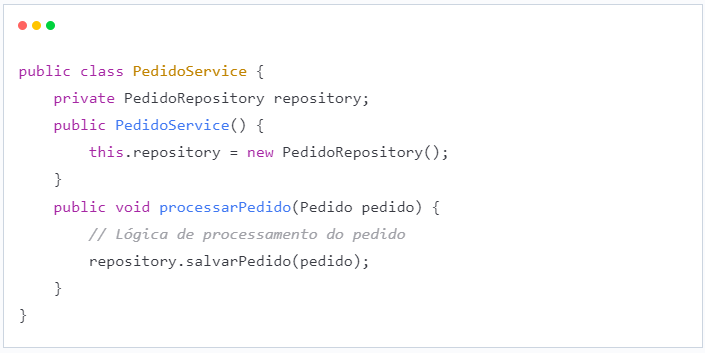 public class PedidoService {
    private PedidoRepository repository;
    public PedidoService() {
        this.repository = new PedidoRepository();
    }
    public void processarPedido(Pedido pedido) {
        // Lógica de processamento do pedido
        repository.salvarPedido(pedido);
    }
}